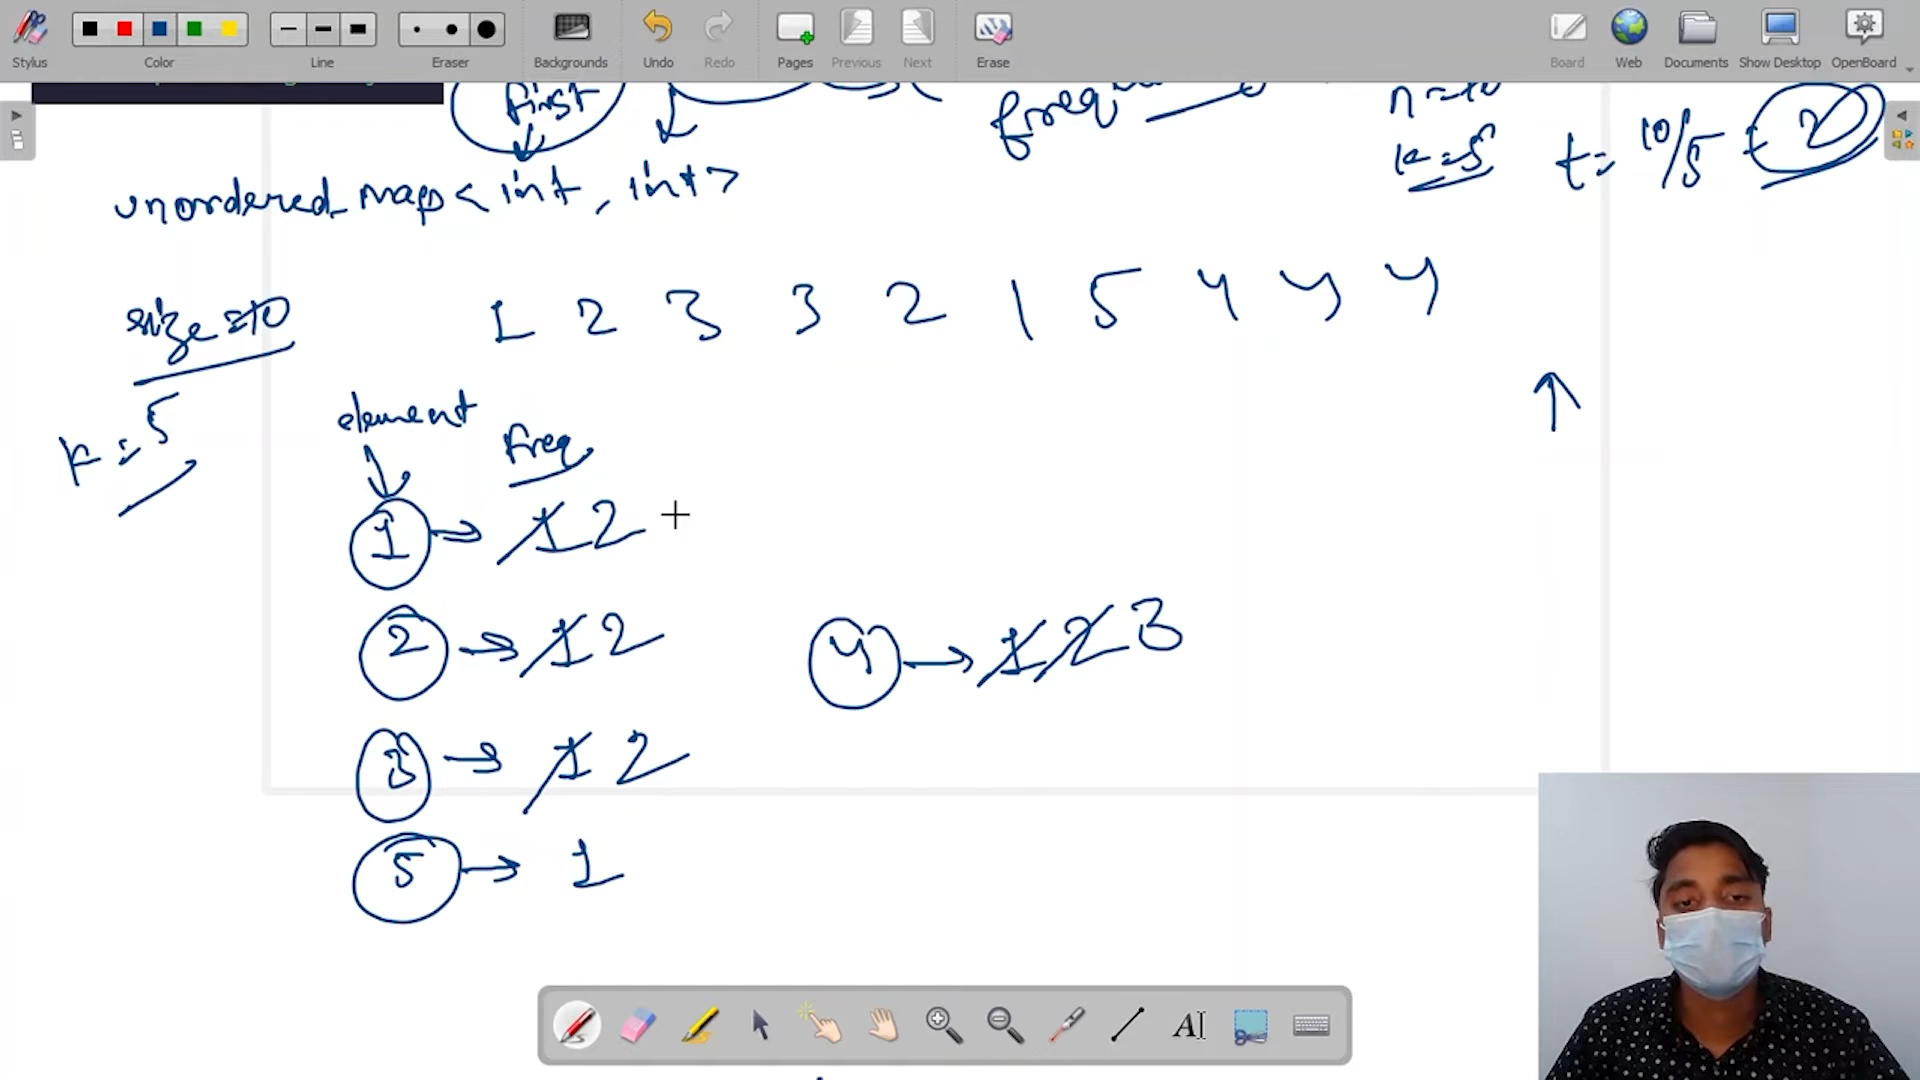 Stylus Color Line Eraser Backgrounds Undo Redo Pages Previous Next Erase Board Web Documents Show Desktop OpenBoard
first freq
n=10
k=5 t= 10/5 = 2
unordered_map < int, int >
size=10 1 2 3 3 2 1 5 4 4 4
k=5
element Freq
1 → 1 2
2 → 1 2 4 → 1 2 3
3 → 1 2
5 → 1